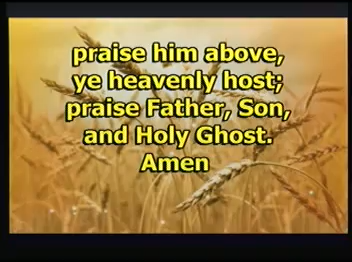 praise him above,
ye heavenly host;
praise Father, Son,
and Holy Ghost.
Amen